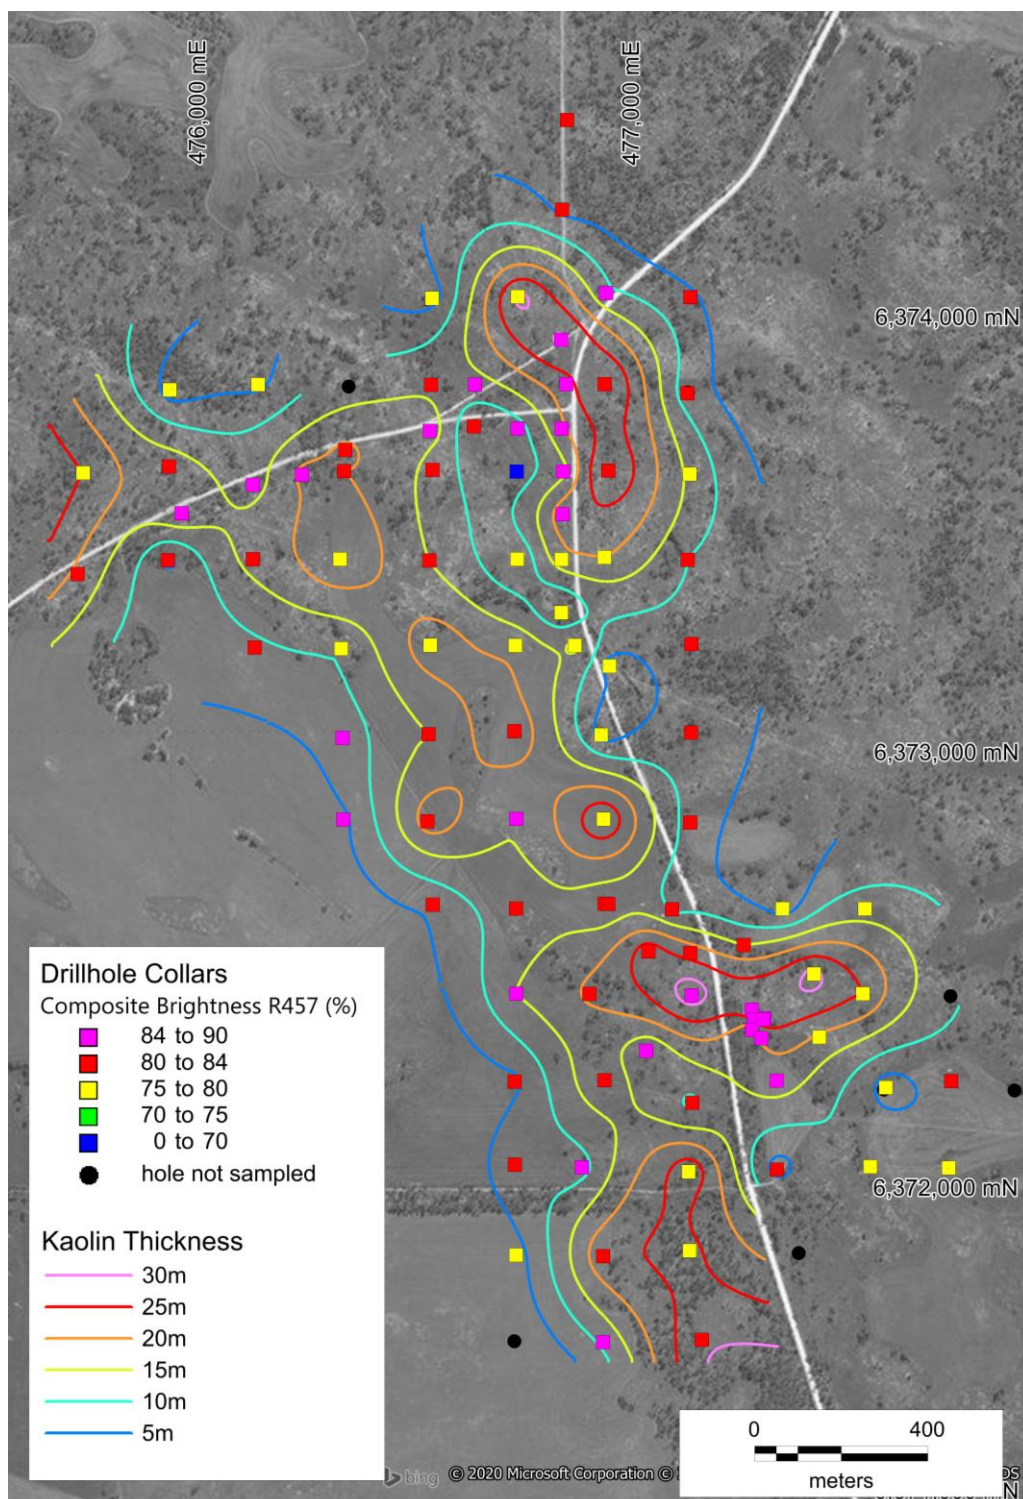 476,000 mE
477,000 mE
6,374,000 mN
6,373,000 mN
6,372,000 mN
Drillhole Collars
Composite Brightness R457 (%)
84 to 90
80 to 84
75 to 80
70 to 75
0 to 70
hole not sampled
Kaolin Thickness
30m
25m
20m
15m
10m
5m
0 400
meters
bing © 2020 Microsoft Corporation ©